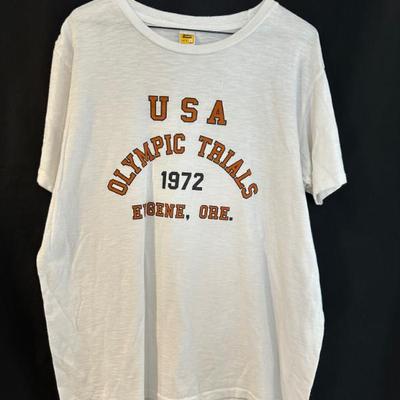 USA
OLYMPIC TRIALS
1972
EUGENE, ORE.